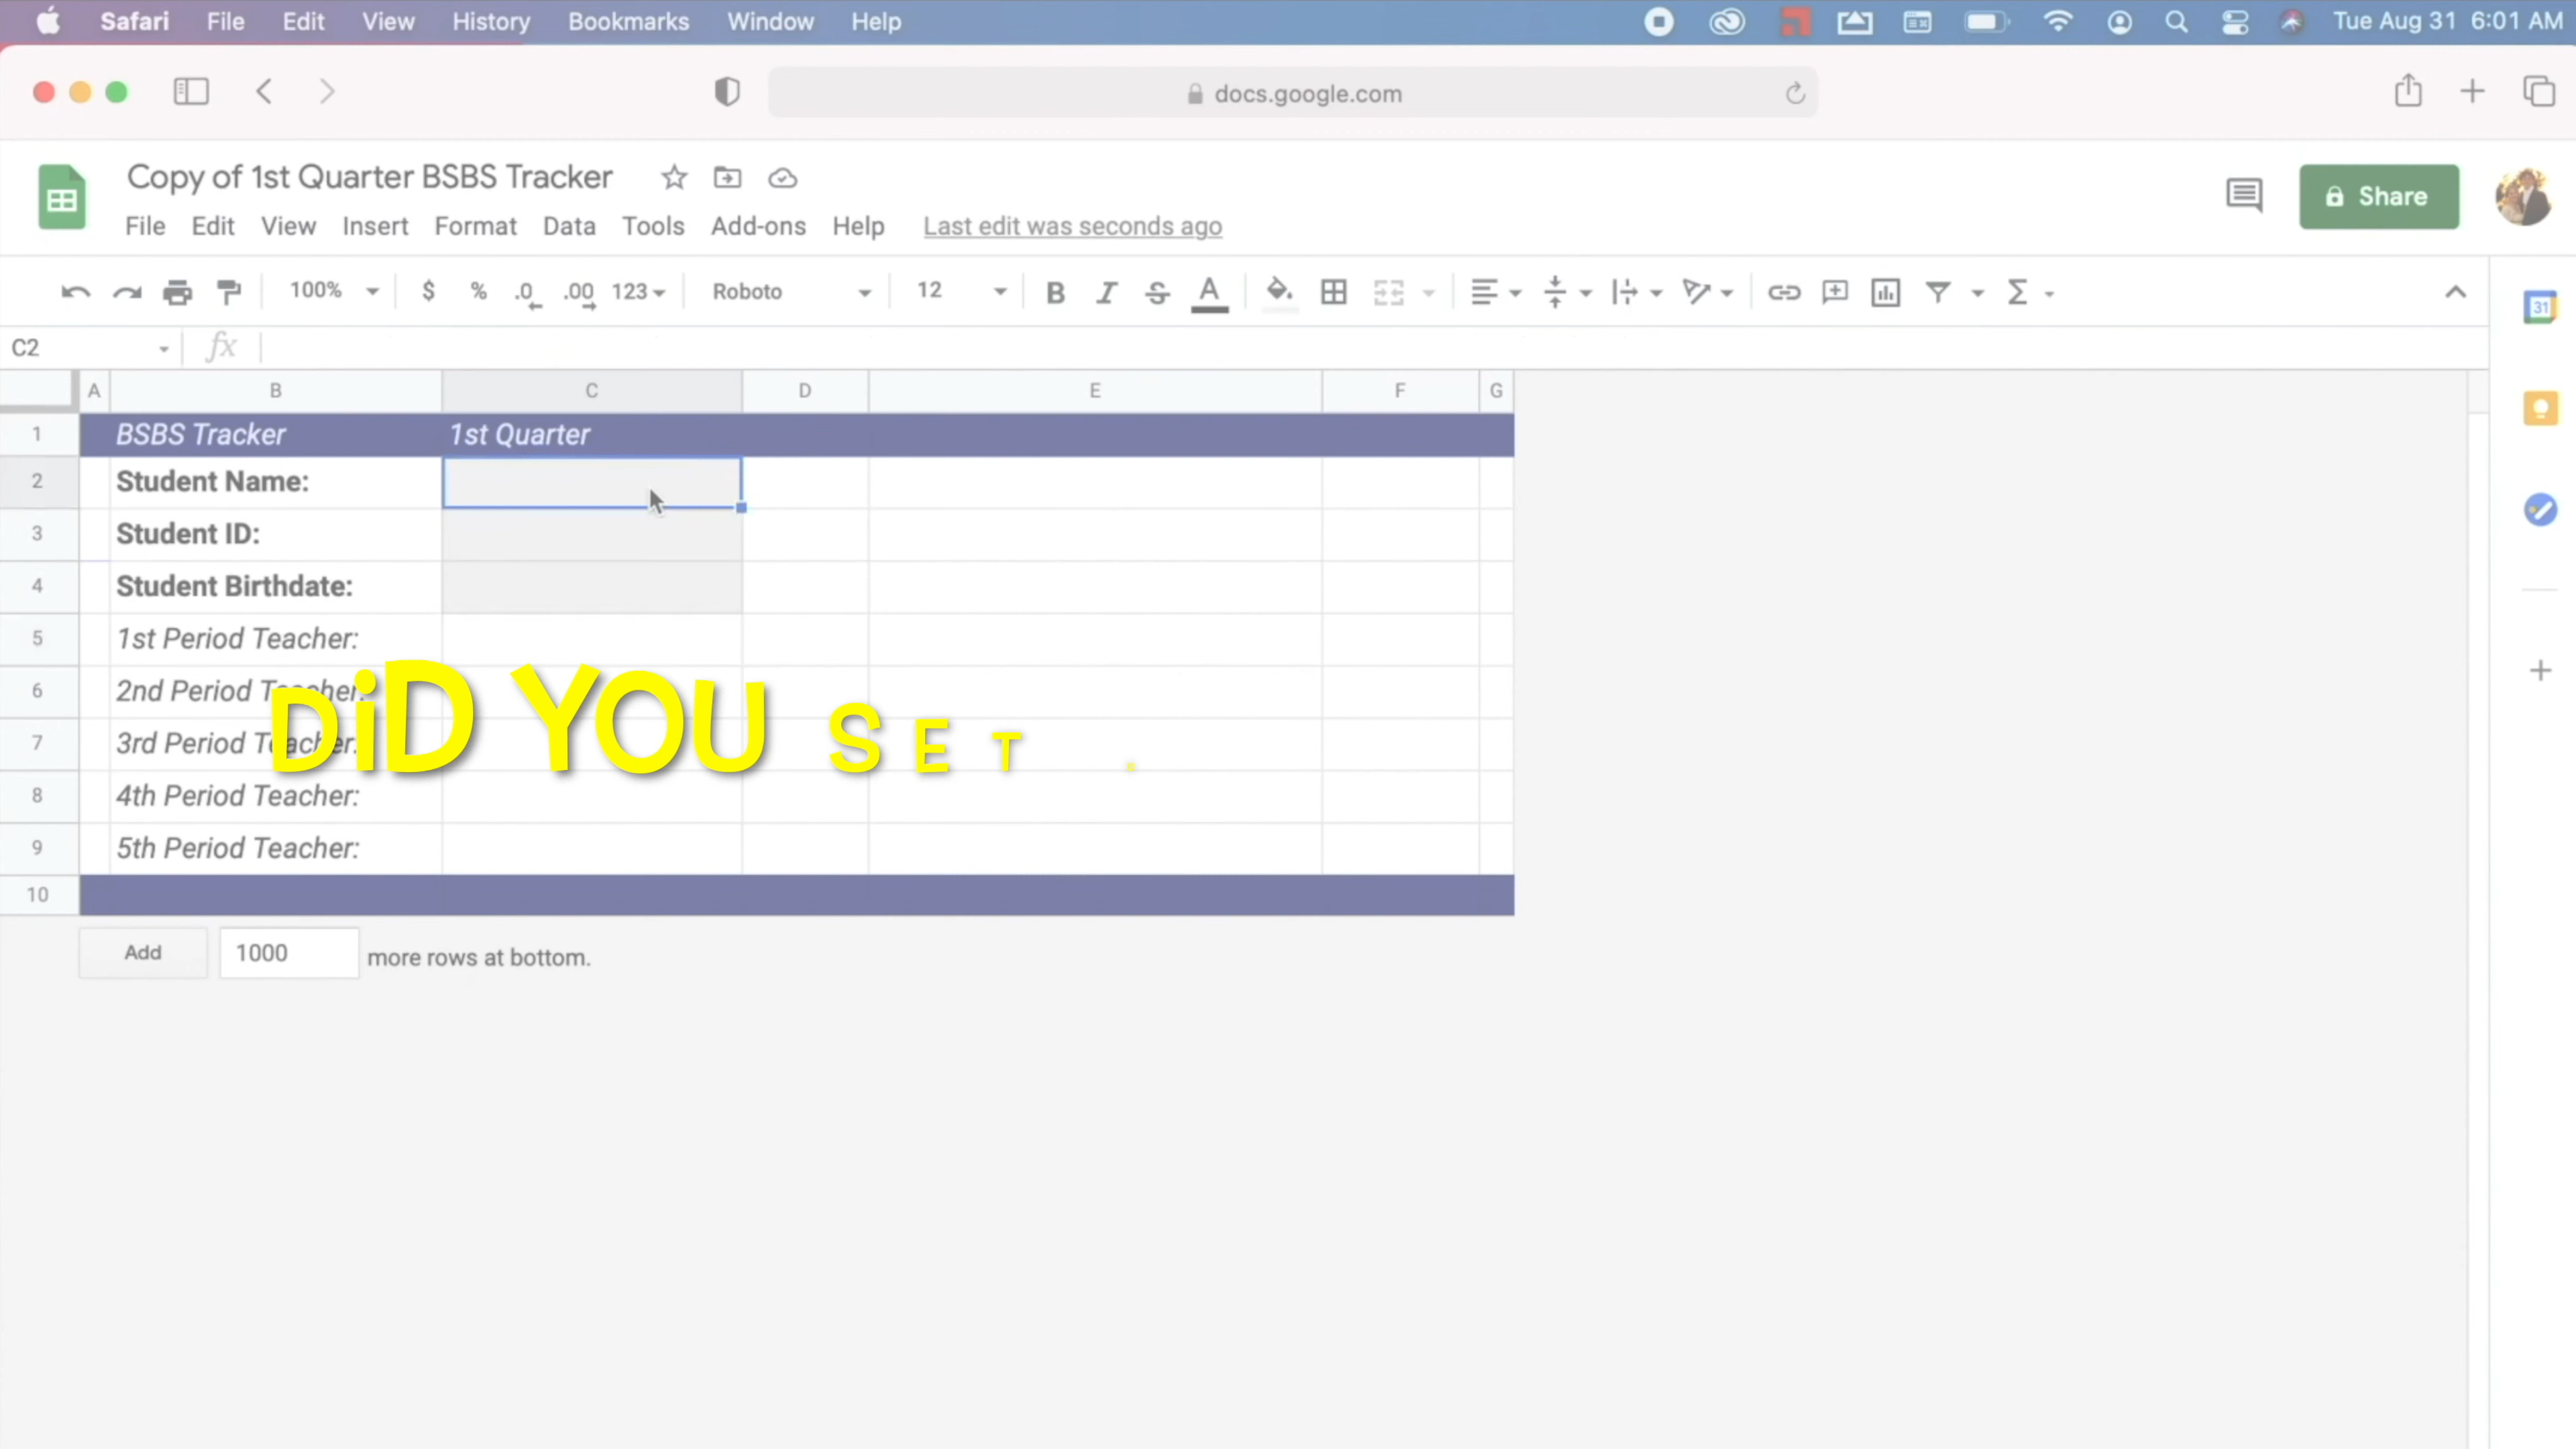 Safari File Edit View History Bookmarks Window Help Tue Aug 31 6:01 AM
docs.google.com
Copy of 1st Quarter BSBS Tracker
File Edit View Insert Format Data Tools Add-ons Help Last edit was seconds ago
Share
100% $ % .0 .00 123 Roboto 12 B I S A Σ
31
C2 fx
A B C D E F G
1 BSBS Tracker 1st Quarter
2 Student Name:
3 Student ID:
4 Student Birthdate:
5 1st Period Teacher:
6 2nd Period Teacher:
DiD YOU SET .
7 3rd Period Teacher:
8 4th Period Teacher:
9 5th Period Teacher:
10
Add 1000 more rows at bottom.